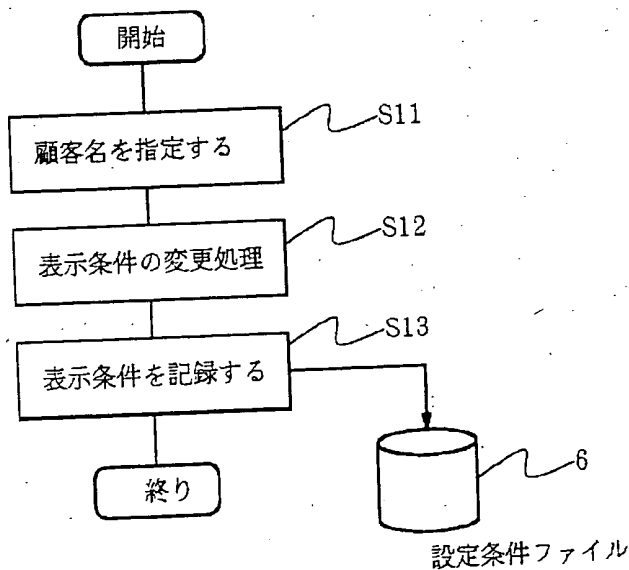 開始
S11
顧客名を指定する
S12
表示条件の変更処理
S13
表示条件を記録する
6
終り
設定条件ファイル